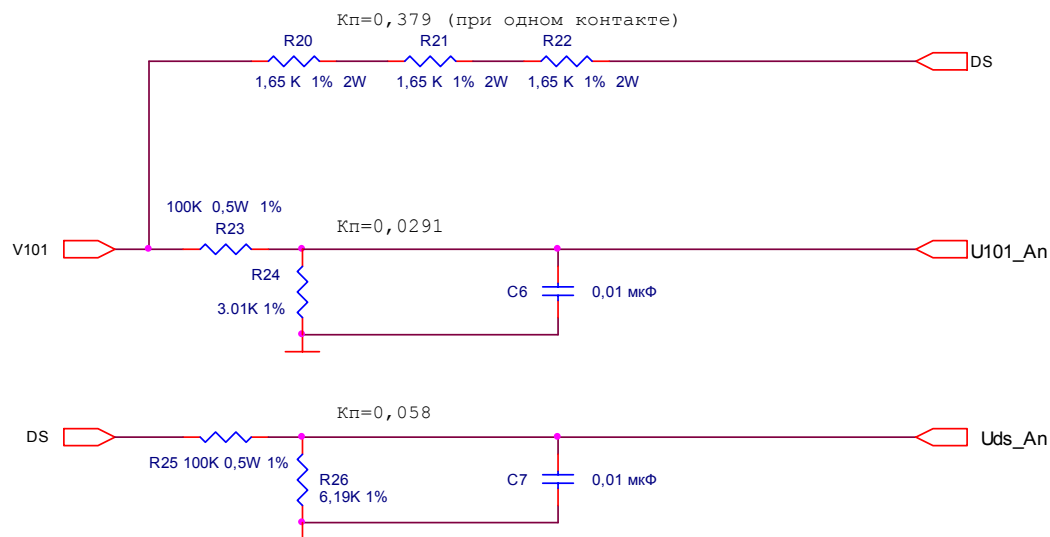 Кп=0,379 (при одном контакте)
R20 R21 R22
1,65 K 1% 2W 1,65 K 1% 2W 1,65 K 1% 2W
DS
100K 0,5W 1%
R23
Кп=0,0291
V101
U101_An
R24
3.01K 1%
C6 0,01 мкФ
Кп=0,058
DS
Uds_An
R25 100K 0,5W 1%
R26
6,19K 1%
C7 0,01 мкФ